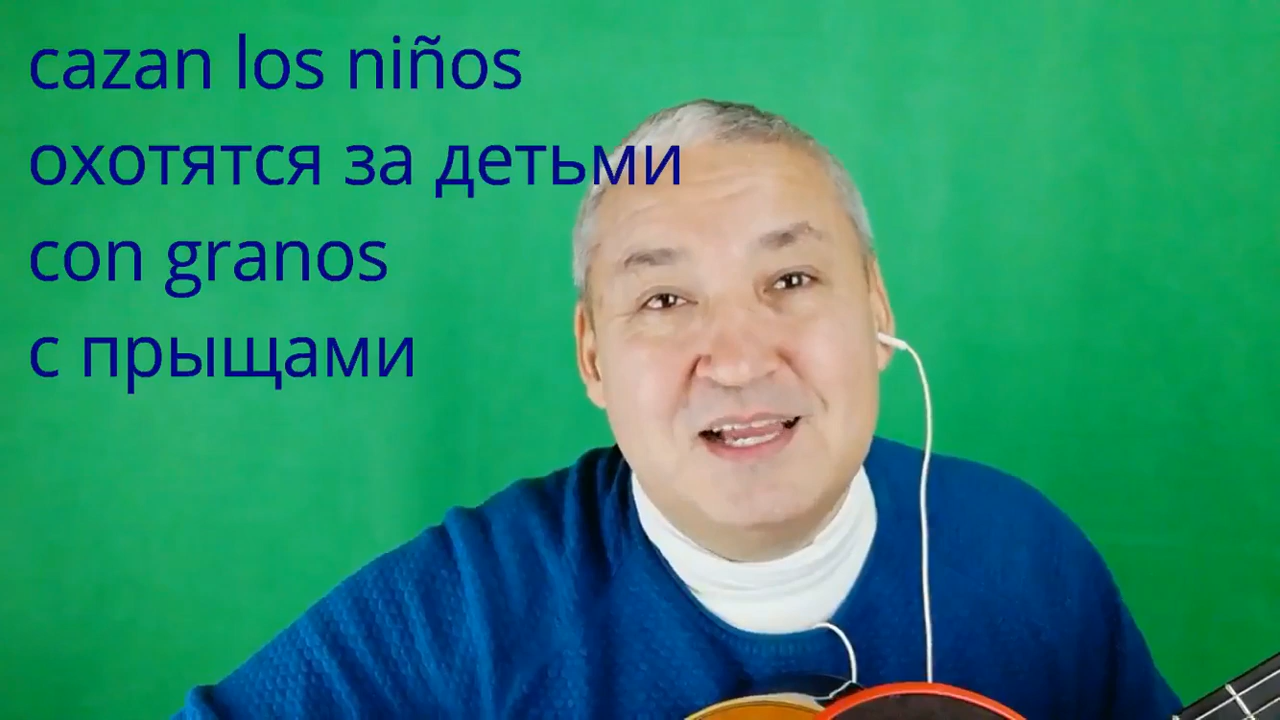 cazan los niños
охотятся за детьми
con granos
с прыщами